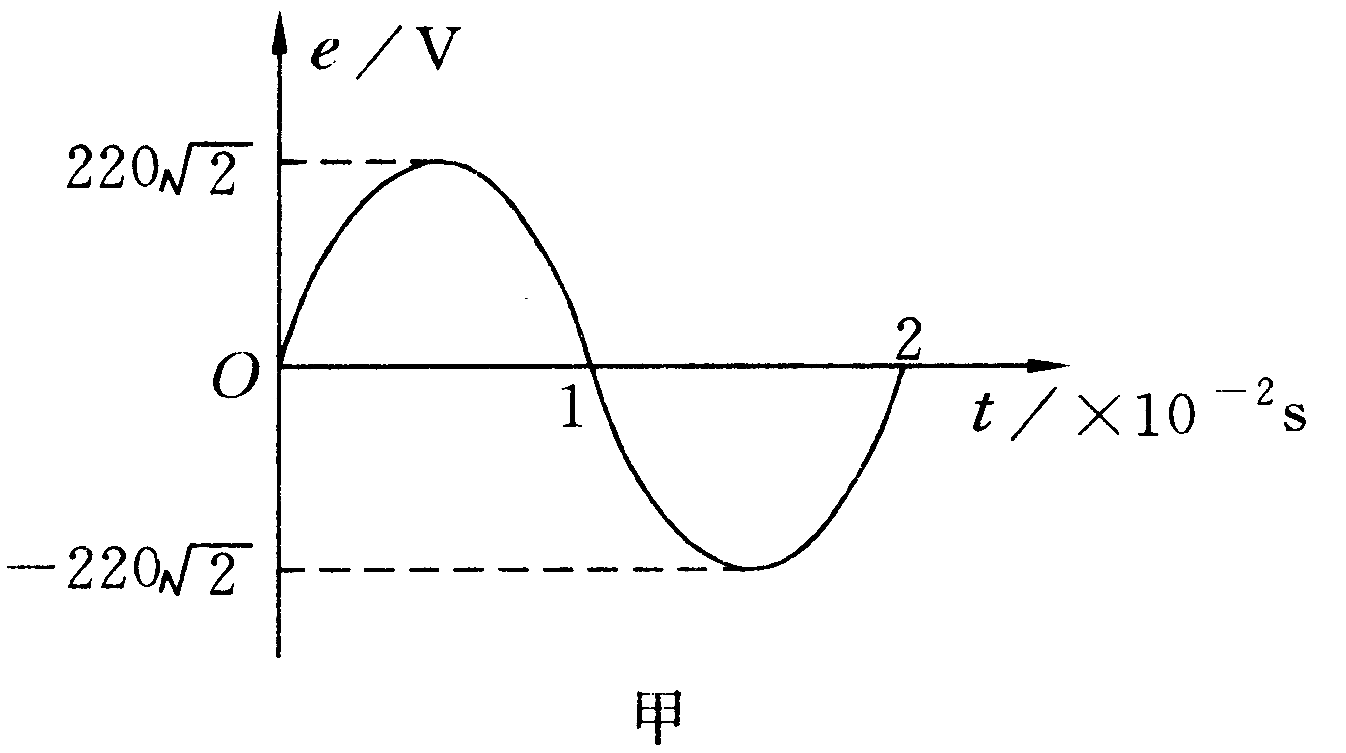 e / V
220√2
O
1
2
t / ×10⁻²s
−220√2
甲